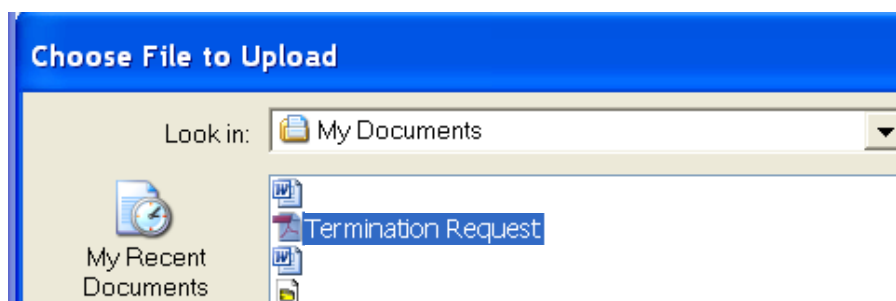 Choose File to Upload
Look in:
My Documents
Termination Request
My Recent
Documents